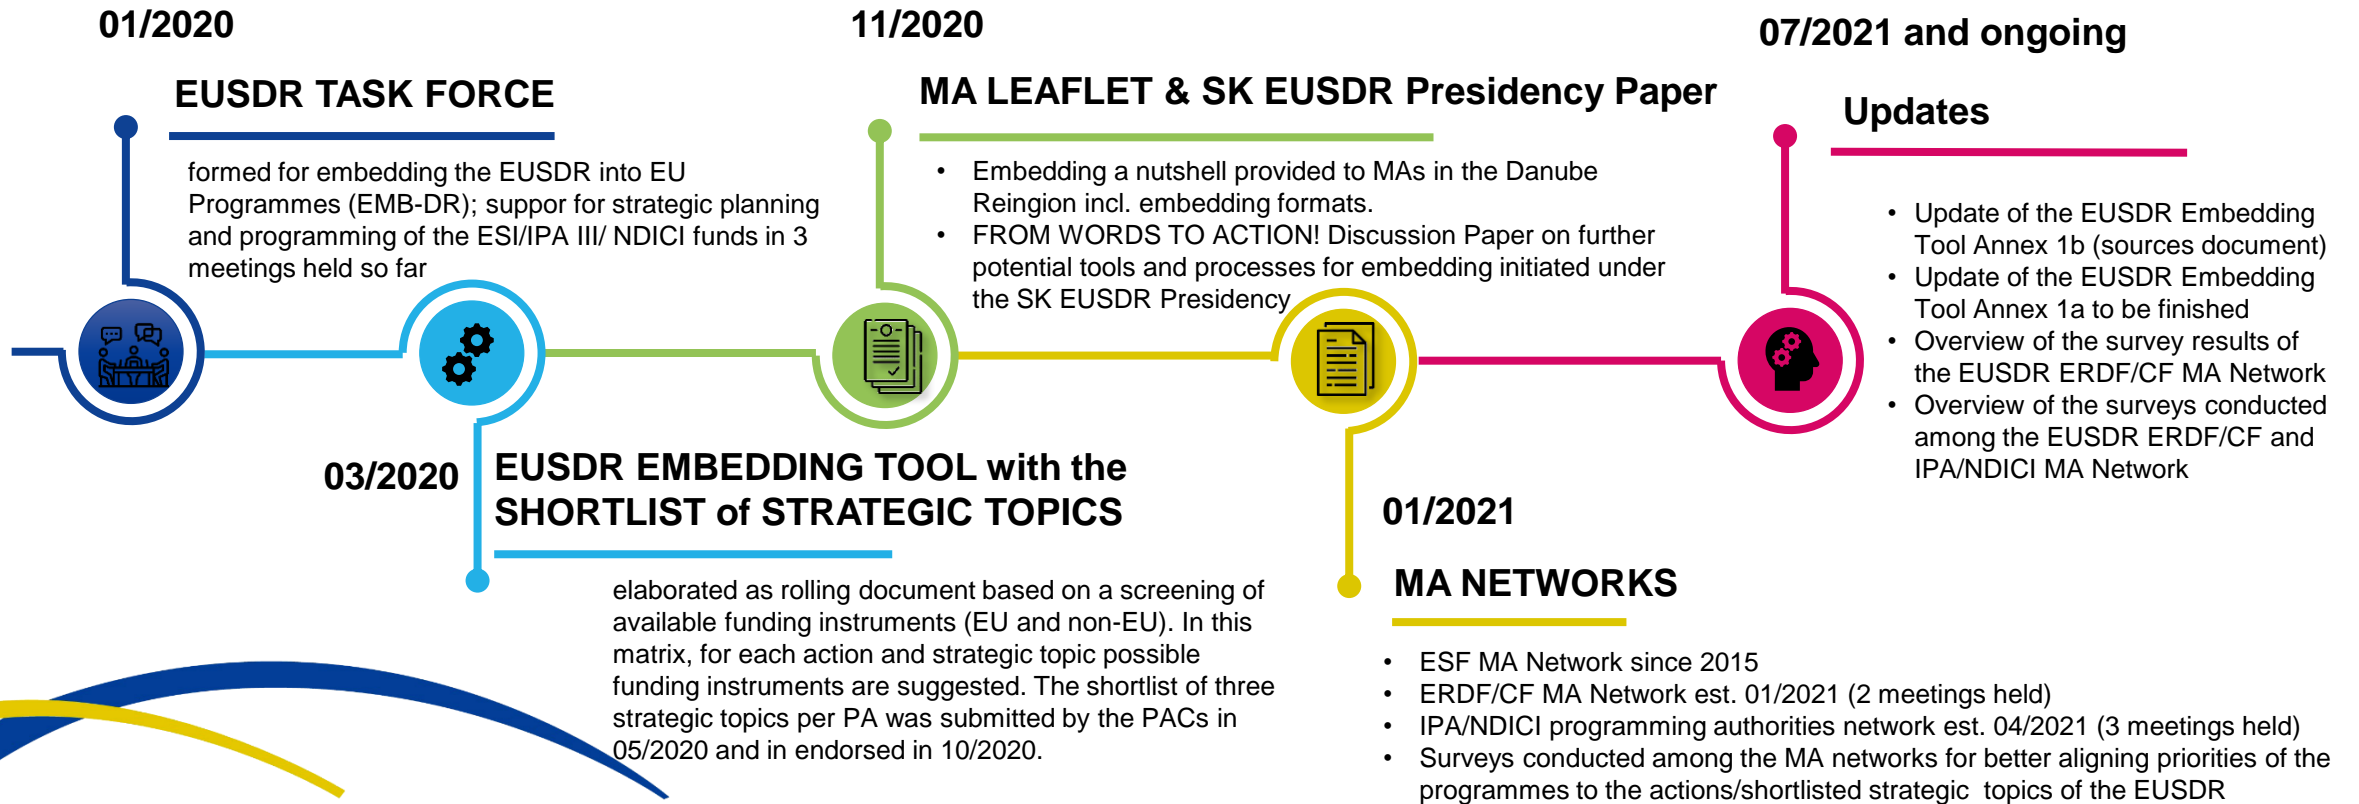 01/2020
EUSDR TASK FORCE
formed for embedding the EUSDR into EU
Programmes (EMB-DR); suppor for strategic planning
and programming of the ESI/IPA III/ NDICI funds in 3
meetings held so far
03/2020
EUSDR EMBEDDING TOOL with the
SHORTLIST of STRATEGIC TOPICS
elaborated as rolling document based on a screening of
available funding instruments (EU and non-EU). In this
matrix, for each action and strategic topic possible
funding instruments are suggested. The shortlist of three
strategic topics per PA was submitted by the PACs in
05/2020 and in endorsed in 10/2020.
11/2020
MA LEAFLET & SK EUSDR Presidency Paper
• Embedding a nutshell provided to MAs in the Danube
Reingion incl. embedding formats.
• FROM WORDS TO ACTION! Discussion Paper on further
potential tools and processes for embedding initiated under
the SK EUSDR Presidency
01/2021
MA NETWORKS
• ESF MA Network since 2015
• ERDF/CF MA Network est. 01/2021 (2 meetings held)
• IPA/NDICI programming authorities network est. 04/2021 (3 meetings held)
• Surveys conducted among the MA networks for better aligning priorities of the
programmes to the actions/shortlisted strategic topics of the EUSDR
07/2021 and ongoing
Updates
• Update of the EUSDR Embedding
Tool Annex 1b (sources document)
• Update of the EUSDR Embedding
Tool Annex 1a to be finished
• Overview of the survey results of
the EUSDR ERDF/CF MA Network
• Overview of the surveys conducted
among the EUSDR ERDF/CF and
IPA/NDICI MA Network